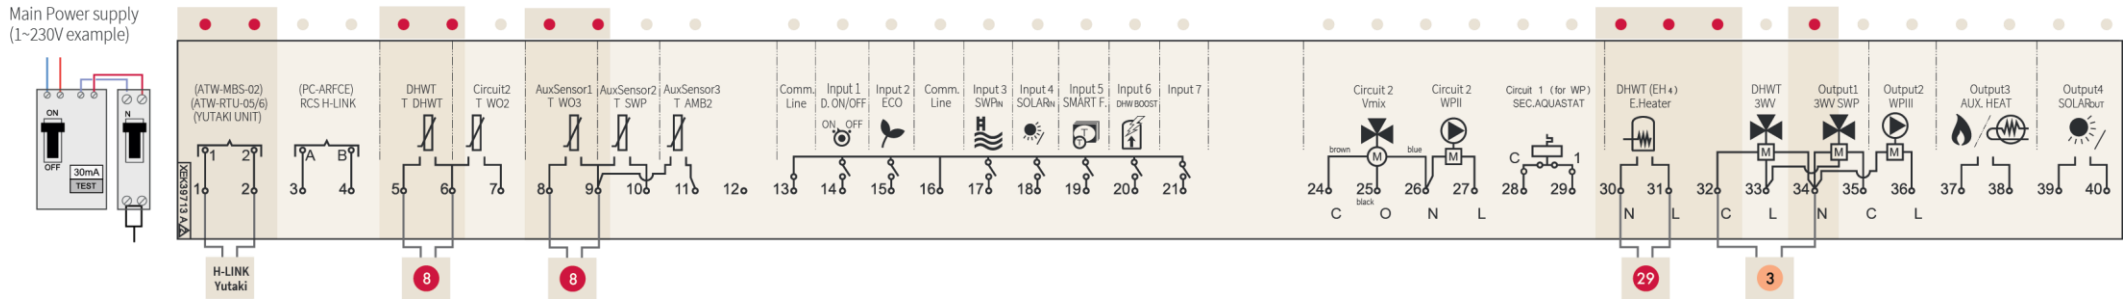 Main Power supply
(1~230V example)
ON
OFF
30mA
TEST
N
XEK39713 A
(ATW-MBS-02)
(ATW-RTU-05/6)
(YUTAKI UNIT)
(PC-ARFCE)
RCS H-LINK
DHWT
T DHWT
Circuit2
T WO2
AuxSensor1
T WO3
AuxSensor2
T SWP
AuxSensor3
T AMB2
Comm.
Line
Input 1
D. ON/OFF
ON OFF
Input 2
ECO
Comm.
Line
Input 3
SWPIN
Input 4
SOLARIN
Input 5
SMART F.
T
Input 6
DHW BOOST
Input 7
Circuit 2
Vmix
Circuit 2
WPII
Circuit 1 (for WP)
SEC.AQUASTAT
DHWT (EH 4)
E.Heater
DHWT
3WV
Output1
3WV SWP
Output2
WPIII
Output3
AUX. HEAT
Output4
SOLAROUT
1 2
A B
brown
M
blue
M
black
C 1
M
M
M
1 2 3 4 5 6 7 8 9 10 11 12 13 14 15 16 17 18 19 20 21 24 25 26 27 28 29 30 31 32 33 34 35 36 37 38 39 40
C O N L N L C L N C L
H-LINK
Yutaki
8
8
29
3